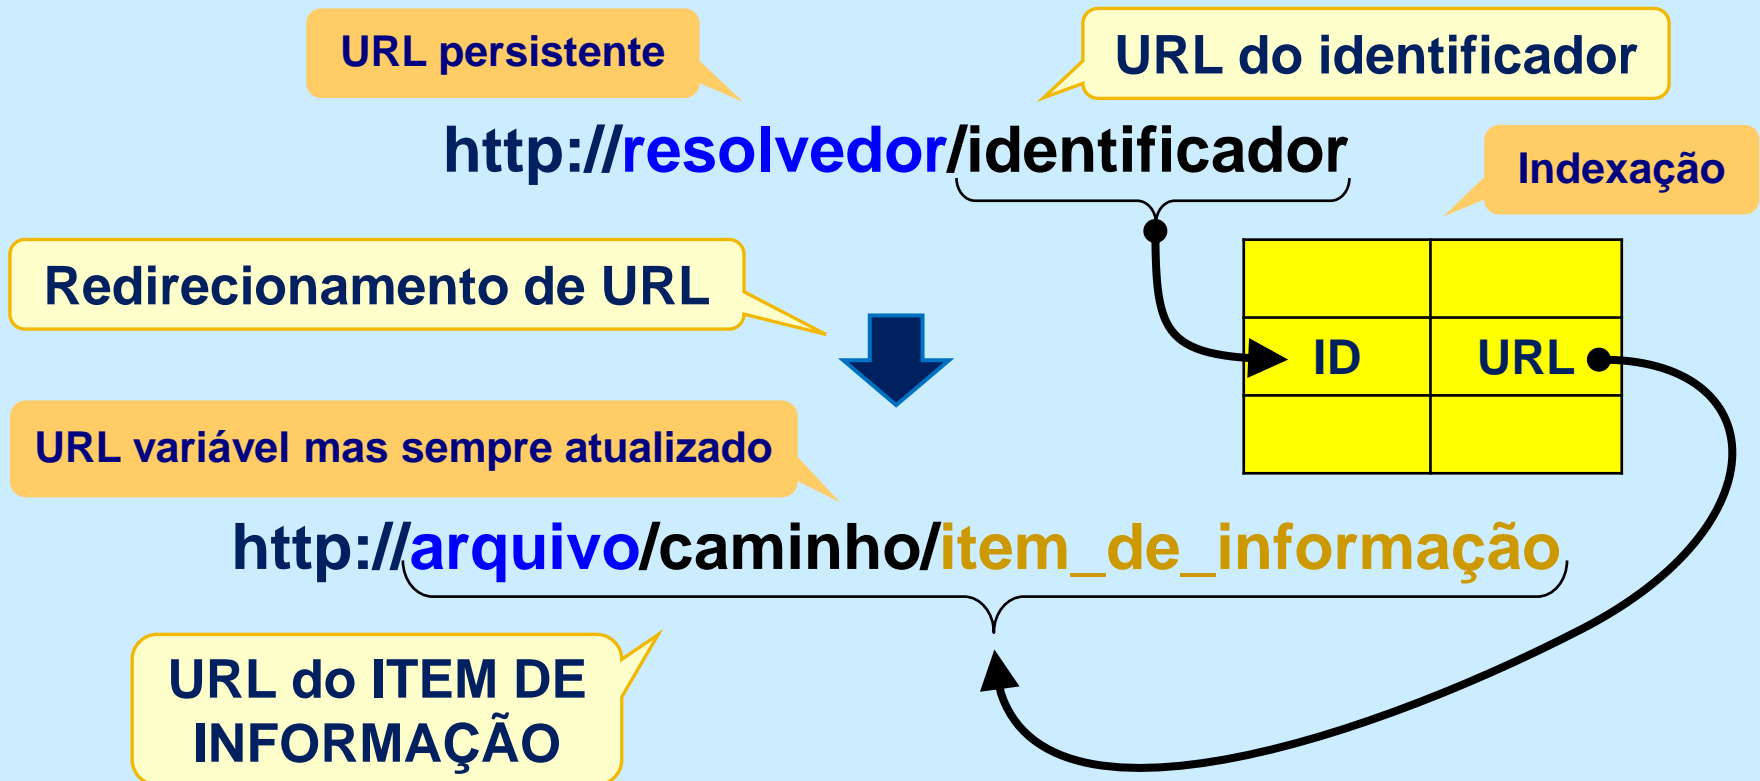 URL persistente
URL do identificador
http://resolvedor/identificador
Indexação
Redirecionamento de URL
ID
URL
URL variável mas sempre atualizado
http://arquivo/caminho/item_de_informação
URL do ITEM DE
INFORMAÇÃO